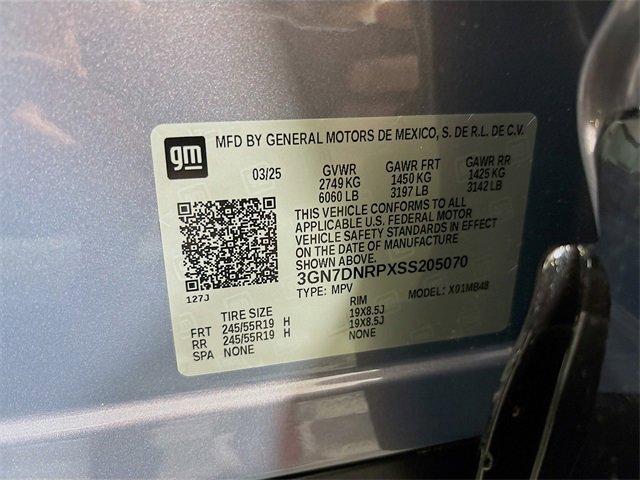 gm
MFD BY GENERAL MOTORS DE MEXICO, S. DE R.L. DE C.V.
03/25 GVWR GAWR FRT GAWR RR
2749 KG 1450 KG 1425 KG
6060 LB 3197 LB 3142 LB
THIS VEHICLE CONFORMS TO ALL
APPLICABLE U.S. FEDERAL MOTOR
VEHICLE SAFETY STANDARDS IN EFFECT
ON THE DATE OF MANUFACTURE
SHOWN ABOVE.
3GN7DNRPXSS205070
127J
TYPE: MPV MODEL: X01MB48
TIRE SIZE RIM
FRT 245/55R19 H 19X8.5J
RR 245/55R19 H 19X8.5J
SPA NONE NONE